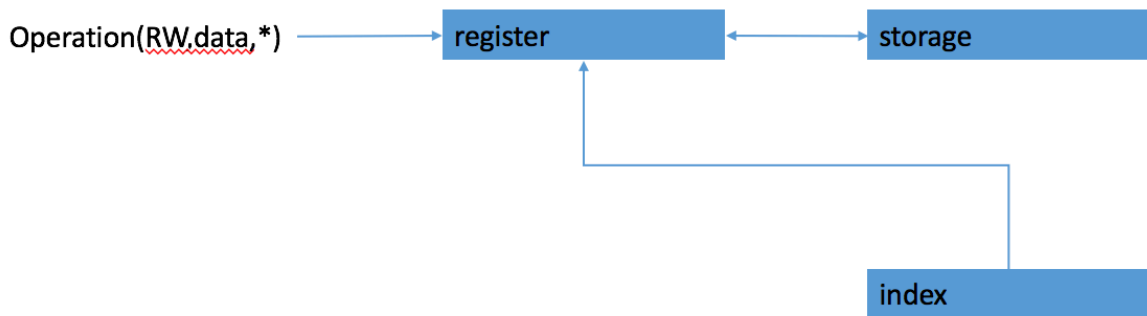 Operation(RW,data,*)
register
storage
index